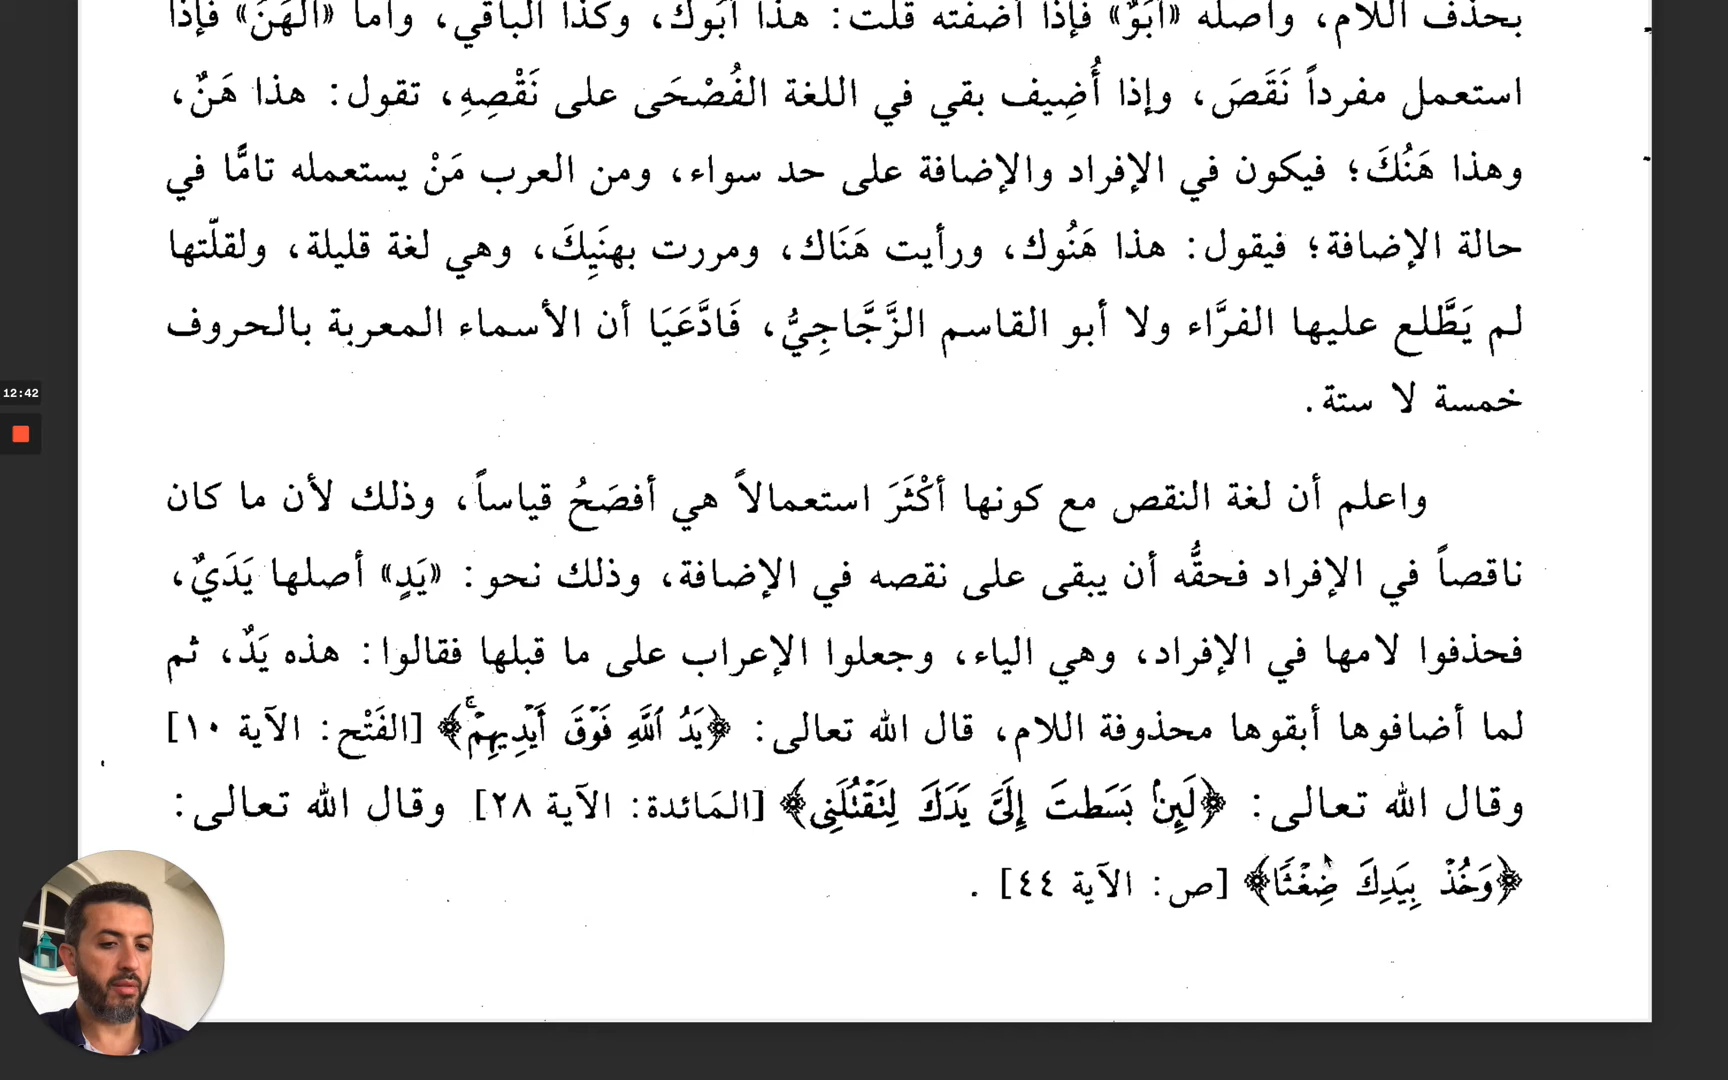 بحذف اللام، وأصله «أَبَوٌ» فإذا أضفته قلت: هذا أبوك، وكذا الباقي، وأما «الهَنُ» فإذا
استعمل مفرداً نَقَصَ، وإذا أُضِيف بقي في اللغة الفُصْحَى على نَقْصِهِ، تقول: هذا هَنٌ،
وهذا هَنُكَ؛ فيكون في الإفراد والإضافة على حد سواء، ومن العرب مَنْ يستعمله تامًّا في
حالة الإضافة؛ فيقول: هذا هَنُوك، ورأيت هَنَاك، ومررت بهنَيِكَ، وهي لغة قليلة، ولقلّتها
لم يَطَّلع عليها الفرَّاء ولا أبو القاسم الزَّجَّاجِيُّ، فَادَّعَيَا أن الأسماء المعربة بالحروف
خمسة لا ستة.
واعلم أن لغة النقص مع كونها أكْثَرَ استعمالاً هي أفصَحُ قياساً، وذلك لأن ما كان
ناقصاً في الإفراد فحقُّه أن يبقى على نقصه في الإضافة، وذلك نحو: «يَدٍ» أصلها يَدَيٌ،
فحذفوا لامها في الإفراد، وهي الياء، وجعلوا الإعراب على ما قبلها فقالوا: هذه يَدٌ، ثم
لما أضافوها أبقوها محذوفة اللام، قال الله تعالى: ﴿يَدُ ٱللَّهِ فَوْقَ أَيْدِيهِمْ ۚ﴾ [الفَتْح: الآية ١٠]
وقال الله تعالى: ﴿لَئِنۢ بَسَطتَ إِلَىَّ يَدَكَ لِتَقْتُلَنِى﴾ [المَائدة: الآية ٢٨] وقال الله تعالى:
﴿وَخُذْ بِيَدِكَ ضِغْثًا﴾ [ص: الآية ٤٤] .
12:42